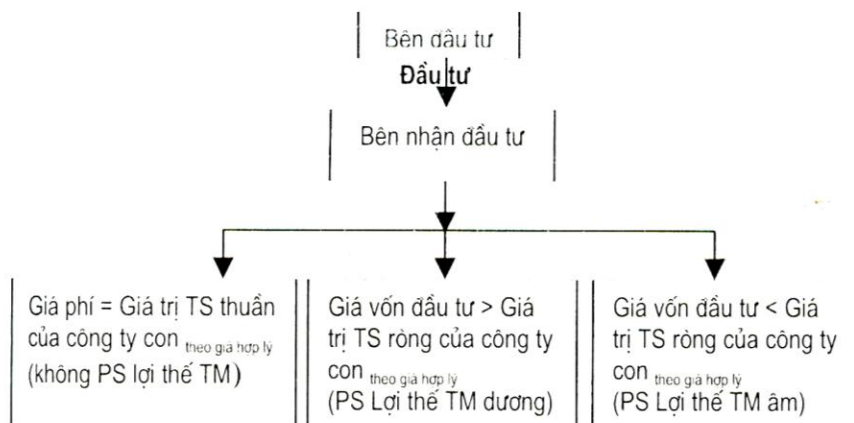 Bên đầu tư
Đầu tư
Bên nhận đầu tư
Giá phí = Giá trị TS thuần
của công ty con theo giá hợp lý
(không PS lợi thế TM)
Giá vốn đầu tư > Giá
trị TS ròng của công ty
con theo giá hợp lý
(PS Lợi thế TM dương)
Giá vốn đầu tư < Giá
trị TS ròng của công ty
con theo giá hợp lý
(PS Lợi thế TM âm)